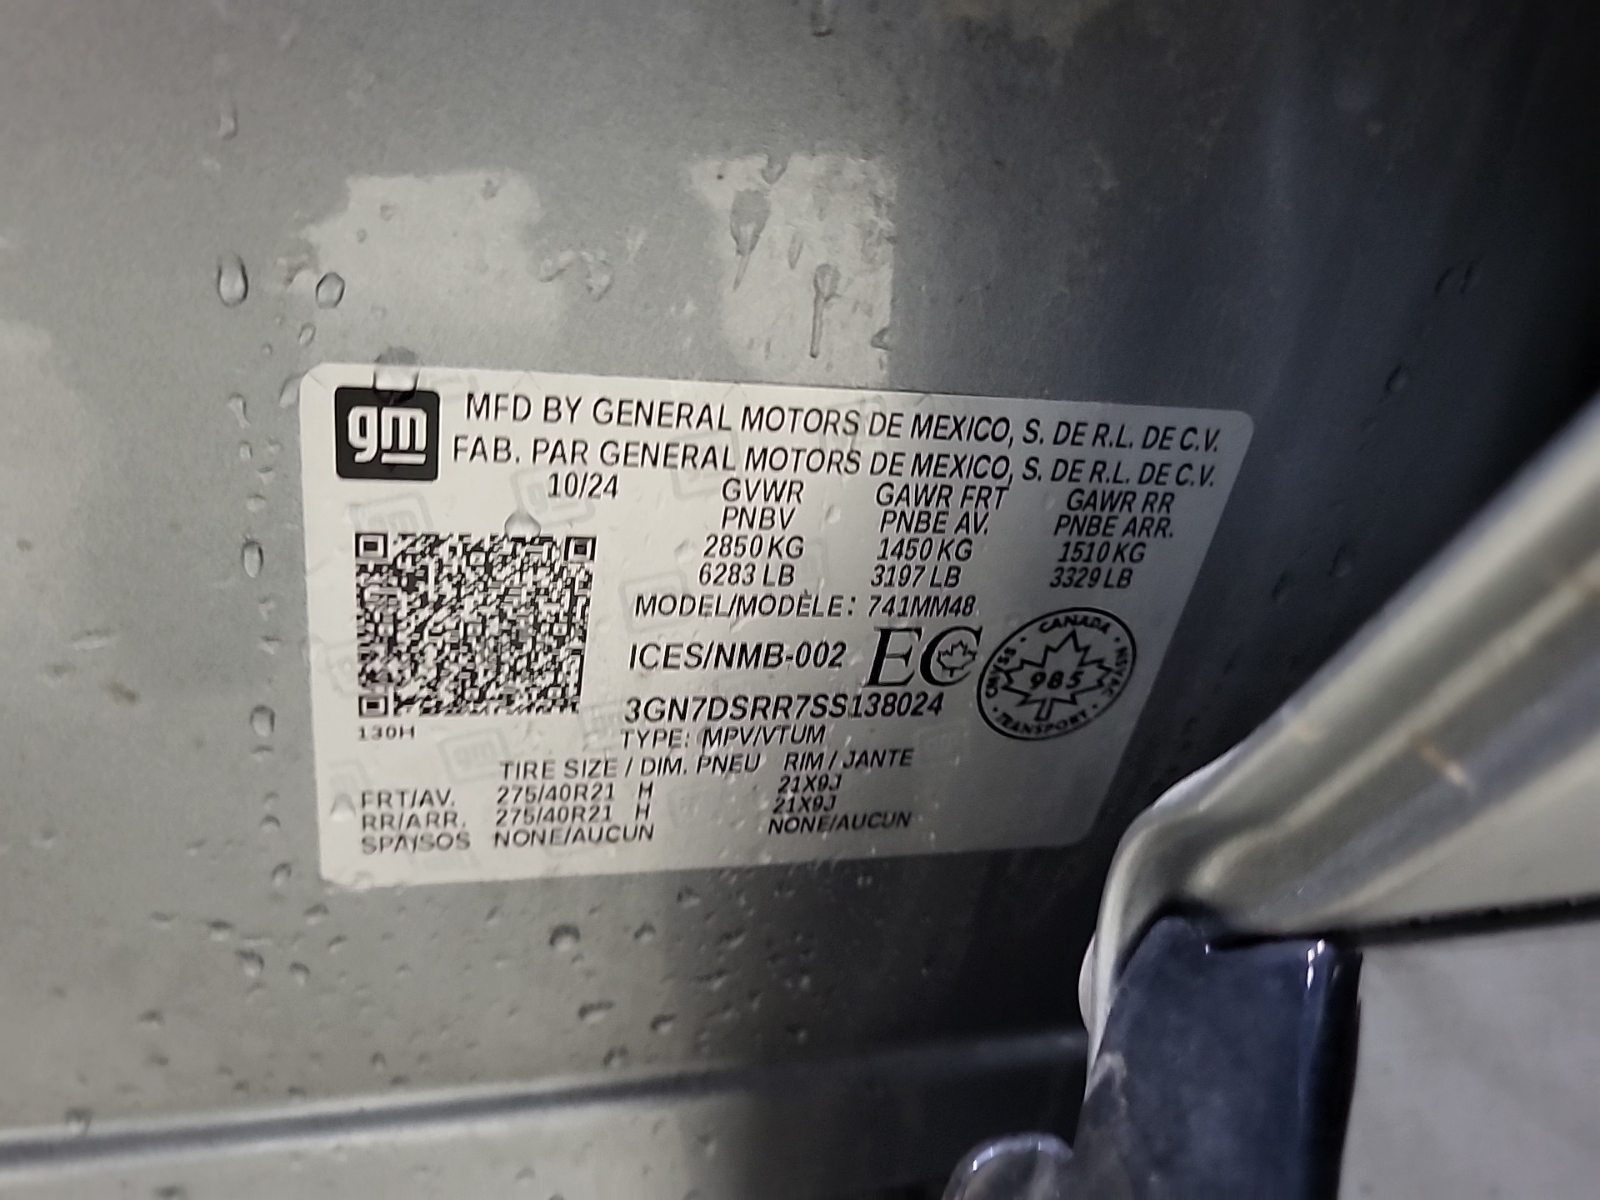 gm
MFD BY GENERAL MOTORS DE MEXICO, S. DE R.L. DE C.V.
FAB. PAR GENERAL MOTORS DE MEXICO, S. DE R.L. DE C.V.
10/24 GVWR GAWR FRT GAWR RR
PNBV PNBE AV. PNBE ARR.
2850 KG 1450 KG 1510 KG
6283 LB 3197 LB 3329 LB
MODEL/MODÈLE: 741MM48
ICES/NMB-002 EC
CANADA
CMVSS 985 NSVAC
TRANSPORT
3GN7DSRR7SS138024
130H
TYPE: MPV/VTUM
TIRE SIZE / DIM. PNEU RIM / JANTE
FRT/AV. 275/40R21 H 21X9J
RR/ARR. 275/40R21 H 21X9J
SPA/SOS NONE/AUCUN NONE/AUCUN